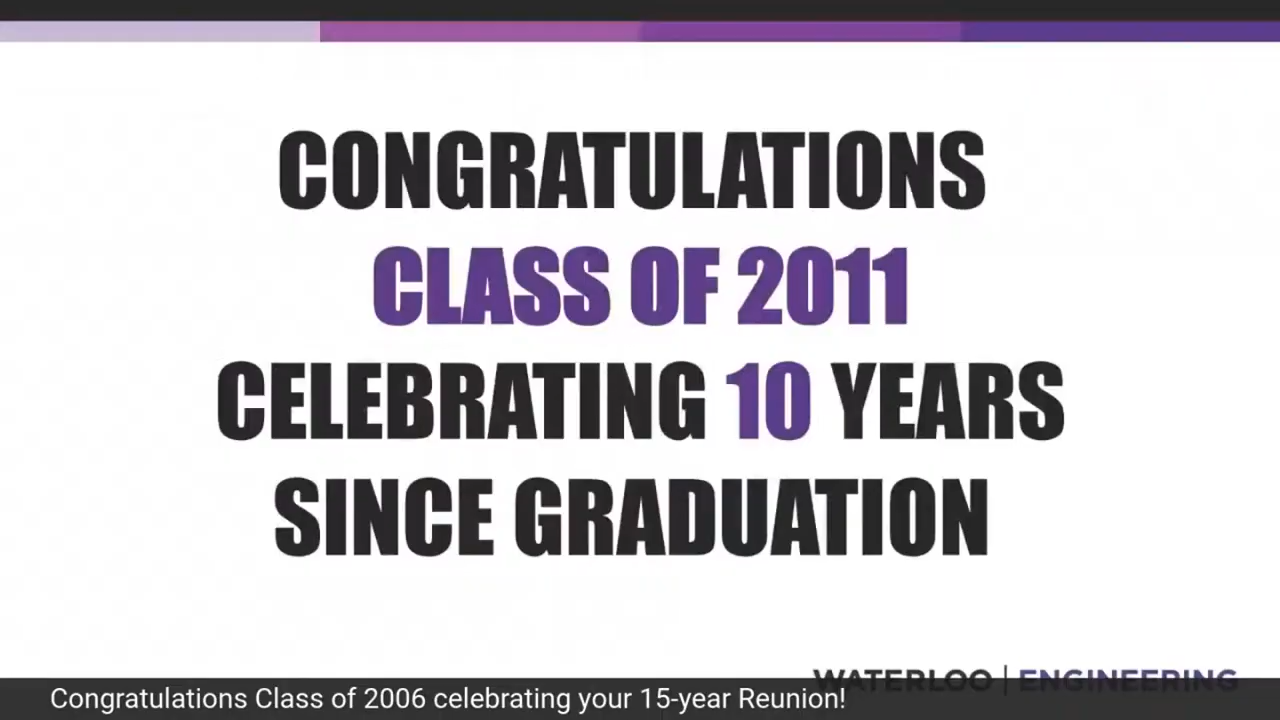 CONGRATULATIONS
CLASS OF 2011
CELEBRATING 10 YEARS
SINCE GRADUATION
WATERLOO | ENGINEERING
Congratulations Class of 2006 celebrating your 15-year Reunion!